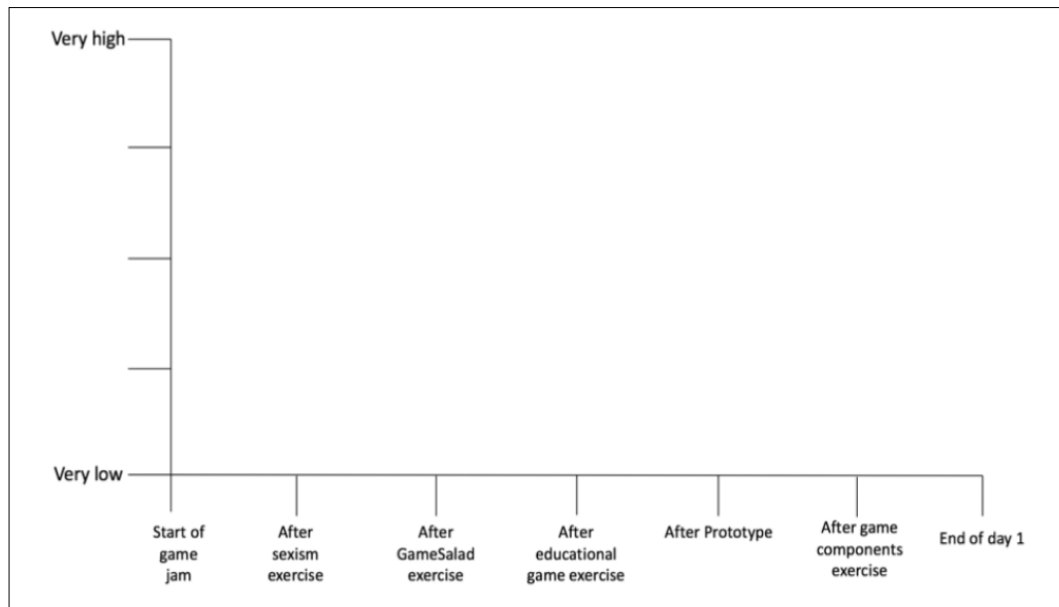 Very high
Very low
Start of
game
jam
After
sexism
exercise
After
GameSalad
exercise
After
educational
game exercise
After Prototype
After game
components
exercise
End of day 1